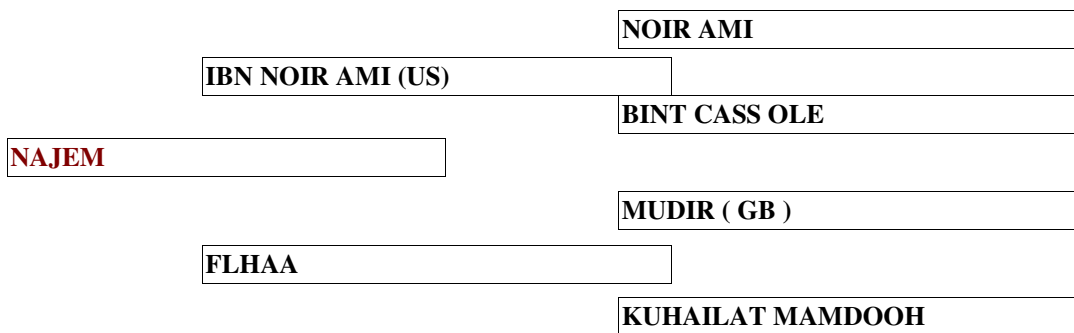 NOIR AMI
IBN NOIR AMI (US)
BINT CASS OLE
NAJEM
MUDIR ( GB )
FLHAA
KUHAILAT MAMDOOH